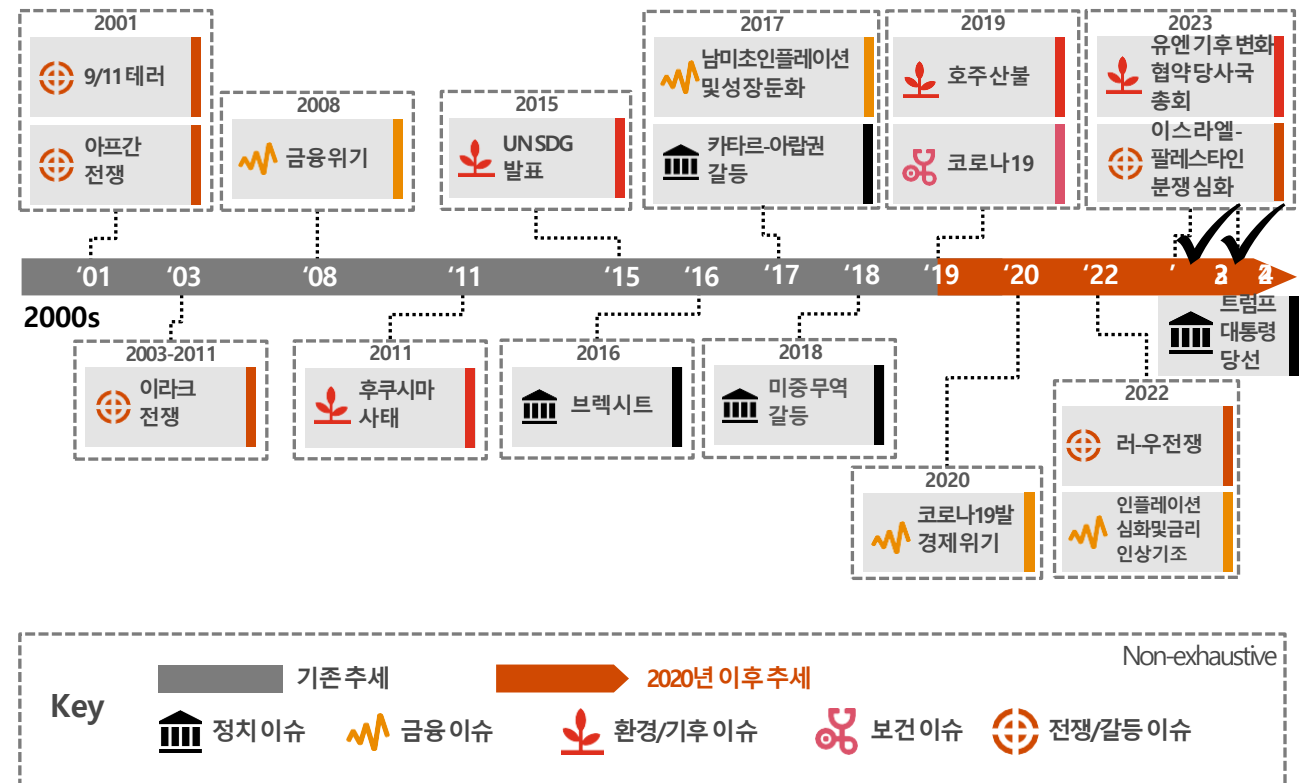 2001
9/11 테러
아프간
전쟁
2008
금융위기
2015
UN SDG
발표
2017
남미초인플레이션
및성장둔화
카타르-아랍권
갈등
2019
호주산불
코로나19
2023
유엔기후변화
협약당사국
총회
이스라엘-
팔레스타인
분쟁심화
‘01 ‘03 ‘08 ‘11 ‘15 ‘16 ‘17 ‘18 ‘19 ‘20 ‘22 ‘
2000s
트럼프
대통령
당선
2003-2011
이라크
전쟁
2011
후쿠시마
사태
2016
브렉시트
2018
미중무역
갈등
2020
코로나19발
경제위기
2022
러-우전쟁
인플레이션
심화및금리
인상기조
Non-exhaustive
Key
기존 추세
2020년 이후 추세
정치 이슈
금융 이슈
환경/기후 이슈
보건 이슈
전쟁/갈등 이슈